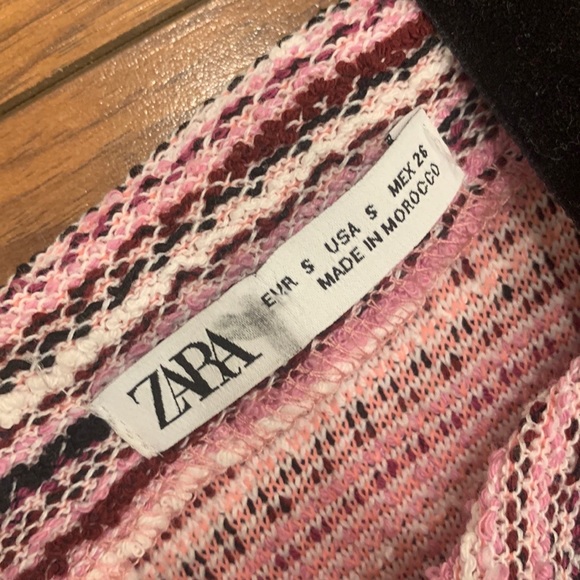 ZARA
EUR S USA S MEX 26
MADE IN MOROCCO